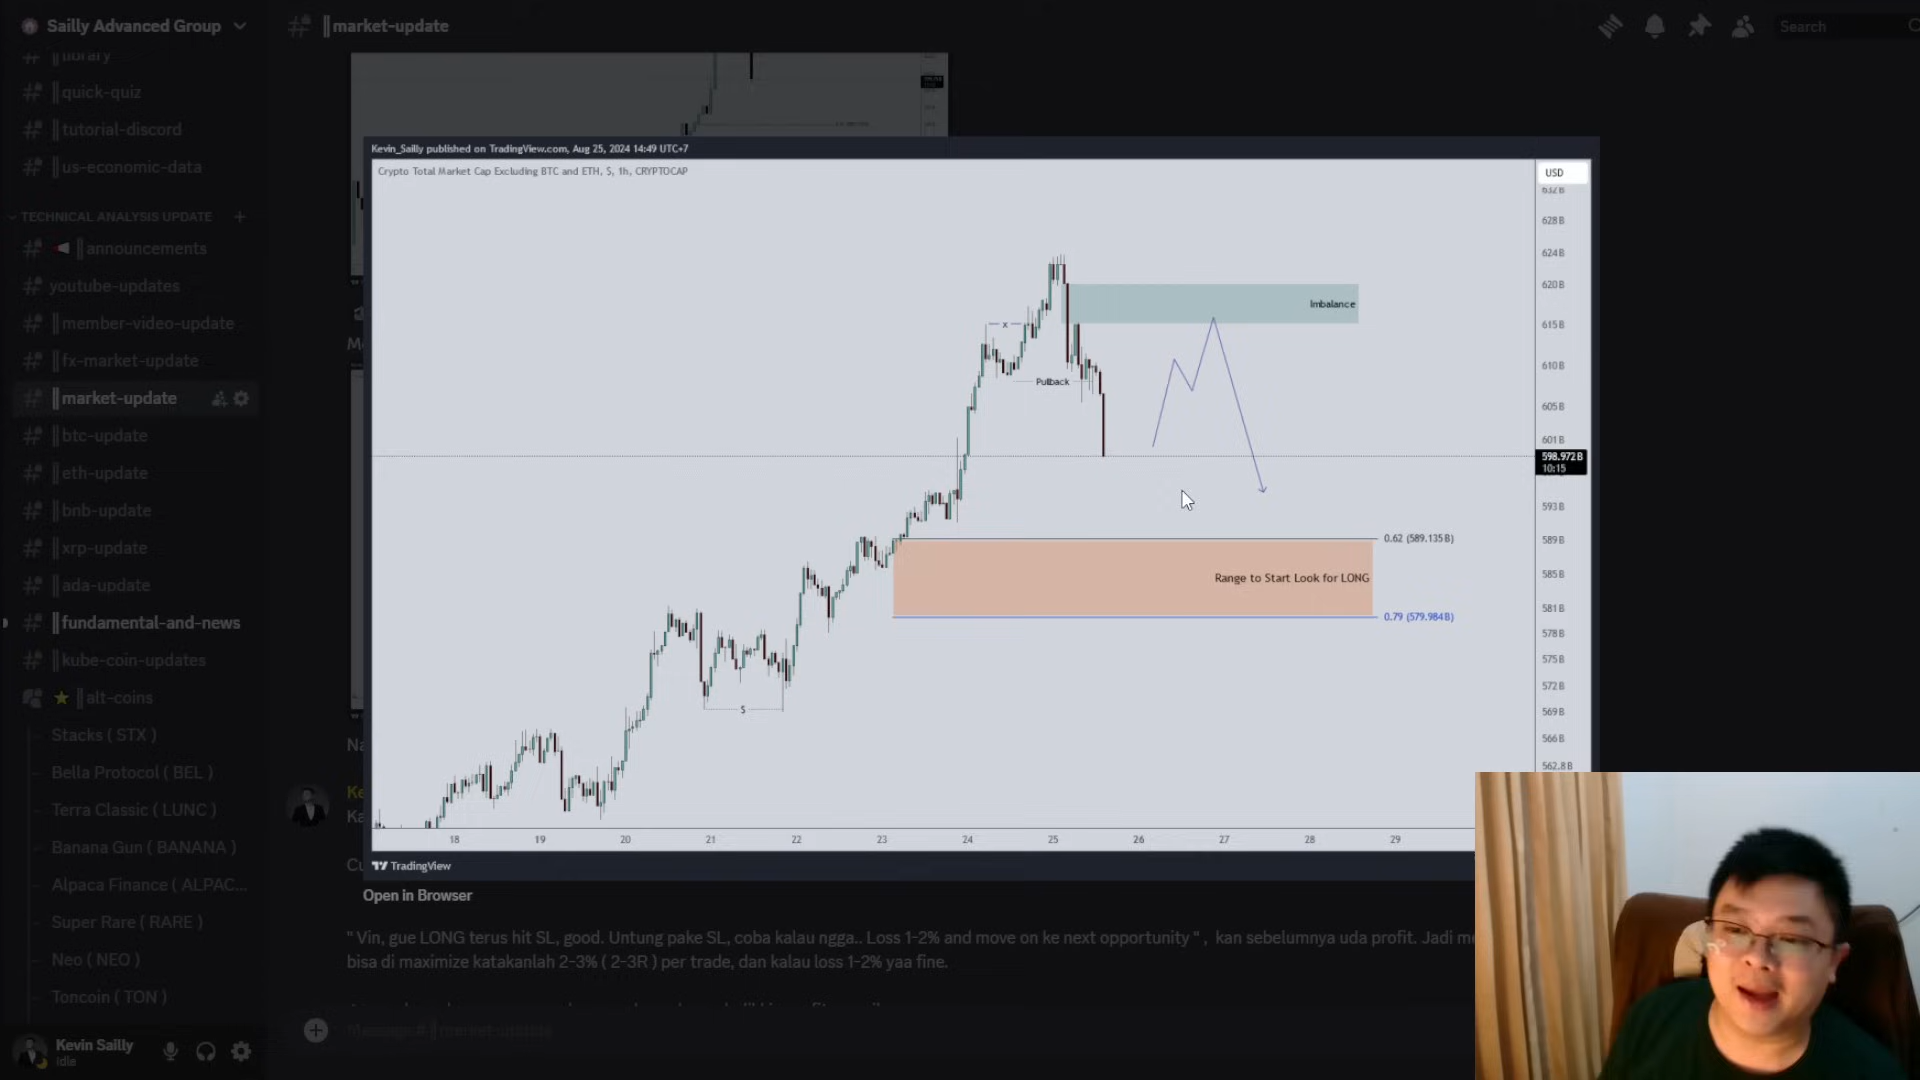 Sailly Advanced Group
library
quick-quiz
tutorial-discord
us-economic-data
TECHNICAL ANALYSIS UPDATE
announcements
youtube-updates
member-video-update
fx-market-update
market-update
btc-update
eth-update
bnb-update
xrp-update
ada-update
fundamental-and-news
kube-coin-updates
alt-coins
Stacks ( STX )
Bella Protocol ( BEL )
Terra Classic ( LUNC )
Banana Gun ( BANANA )
Alpaca Finance ( ALPAC...
Super Rare ( RARE )
Neo ( NEO )
Toncoin ( TON )
Kevin Sailly
Idle
market-update
Search
Kevin_Sailly published on TradingView.com, Aug 25, 2024 14:49 UTC+7
Crypto Total Market Cap Excluding BTC and ETH, $, 1h, CRYPTOCAP
USD
632 B
628 B
624 B
620 B
615 B
610 B
605 B
601 B
598.972 B
10:15
593 B
589 B
585 B
581 B
578 B
575 B
572 B
569 B
566 B
562.8 B
Imbalance
x
Pullback
0.62 (589.135 B)
Range to Start Look for LONG
0.79 (579.984 B)
$
18 19 20 21 22 23 24 25 26 27 28 29
TradingView
Open in Browser
" Vin, gue LONG terus hit SL, good. Untung pake SL, coba kalau ngga.. Loss 1-2% and move on ke next opportunity " , kan sebelumnya uda profit. Jadi
bisa di maximize katakanlah 2-3% ( 2-3R ) per trade, dan kalau loss 1-2% yaa fine.
Message # market-update